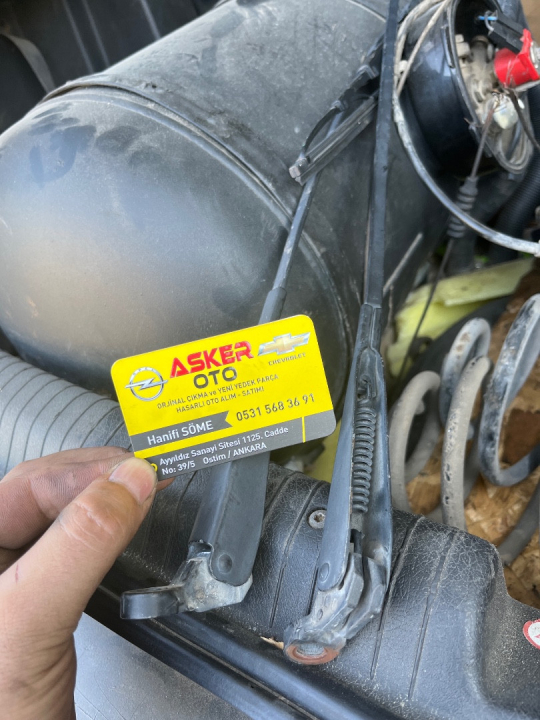 ASKER
OTO
CHEVROLET
ORJİNAL ÇIKMA ve YENİ YEDEK PARÇA
HASARLI OTO ALIM - SATIMI
Hanifi SÖME 0531 568 36 91
Ayyıldız Sanayi Sitesi 1125. Cadde
No: 39/5 Ostim / ANKARA